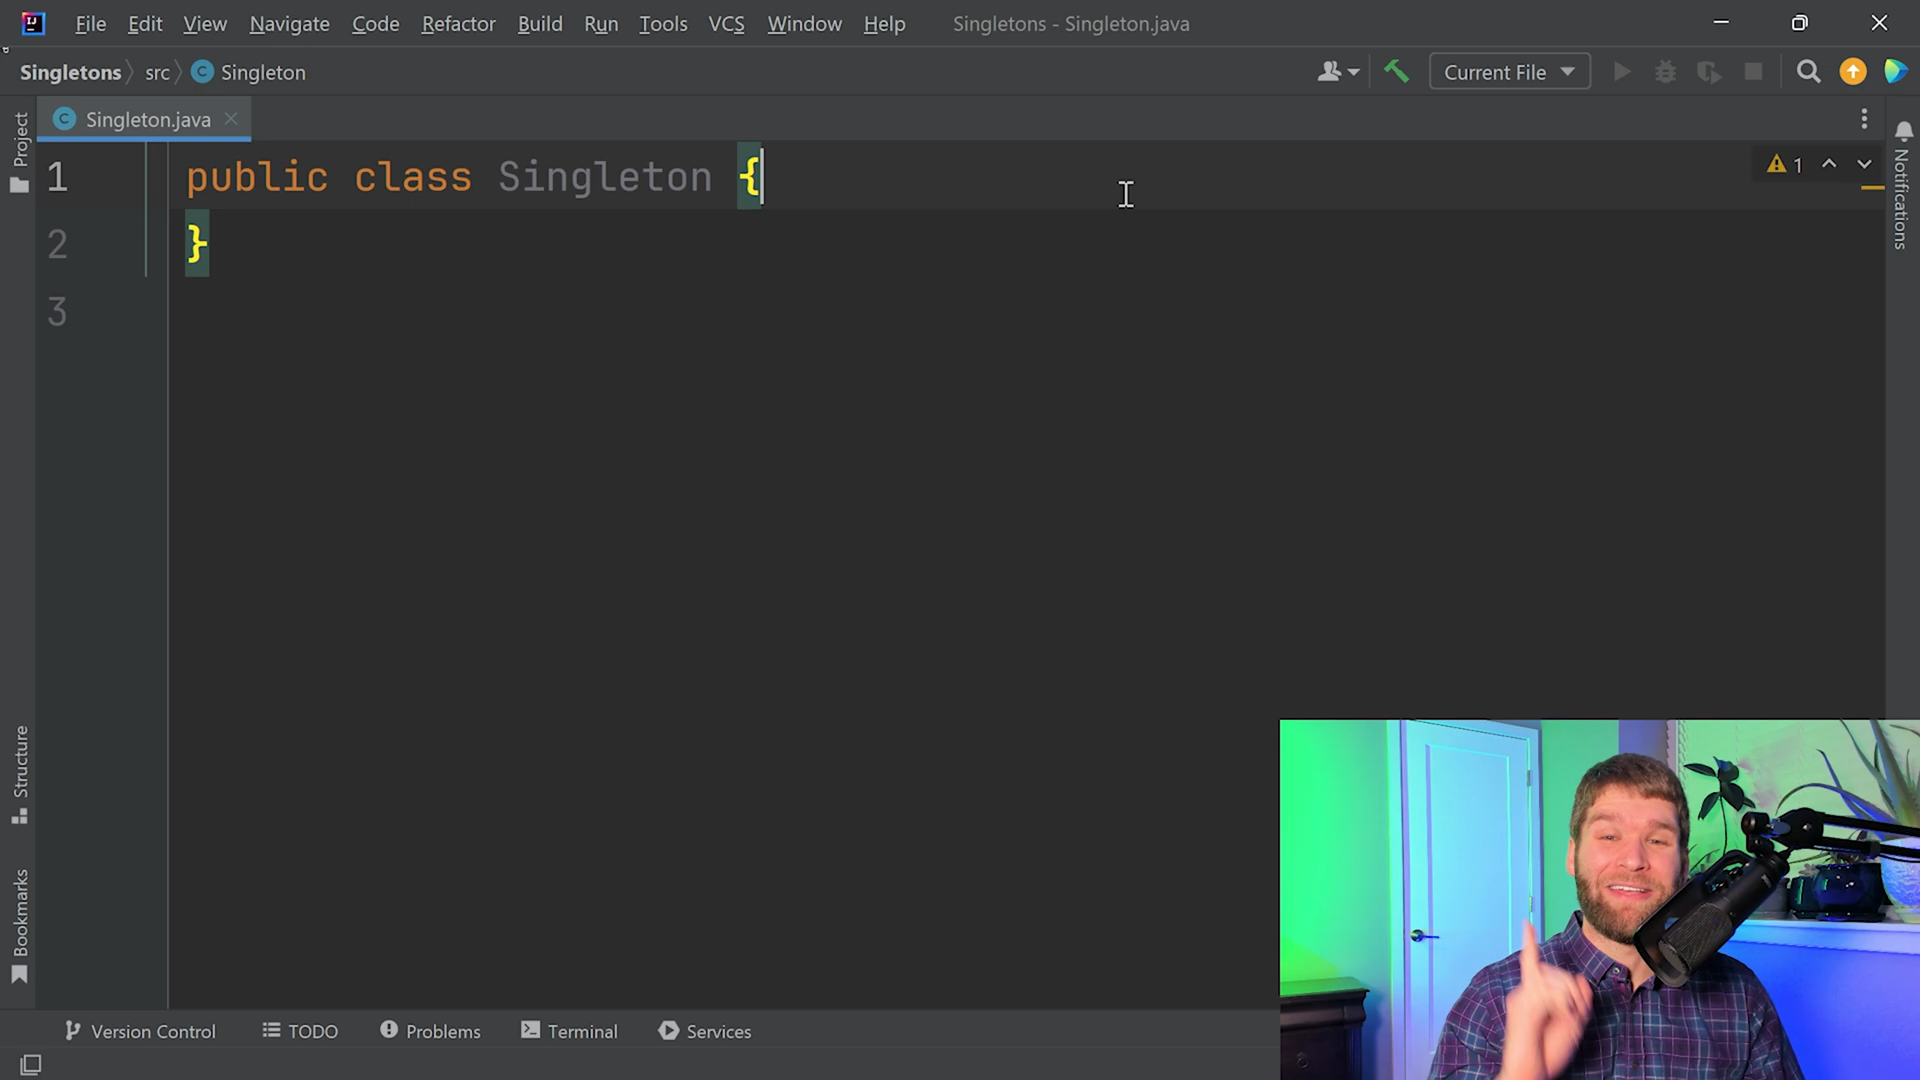 File Edit View Navigate Code Refactor Build Run Tools VCS Window Help Singletons - Singleton.java
Singletons src Singleton Current File
Project
Singleton.java
Notifications
1 public class Singleton {
1
2 }
3
Structure
Bookmarks
Version Control TODO Problems Terminal Services